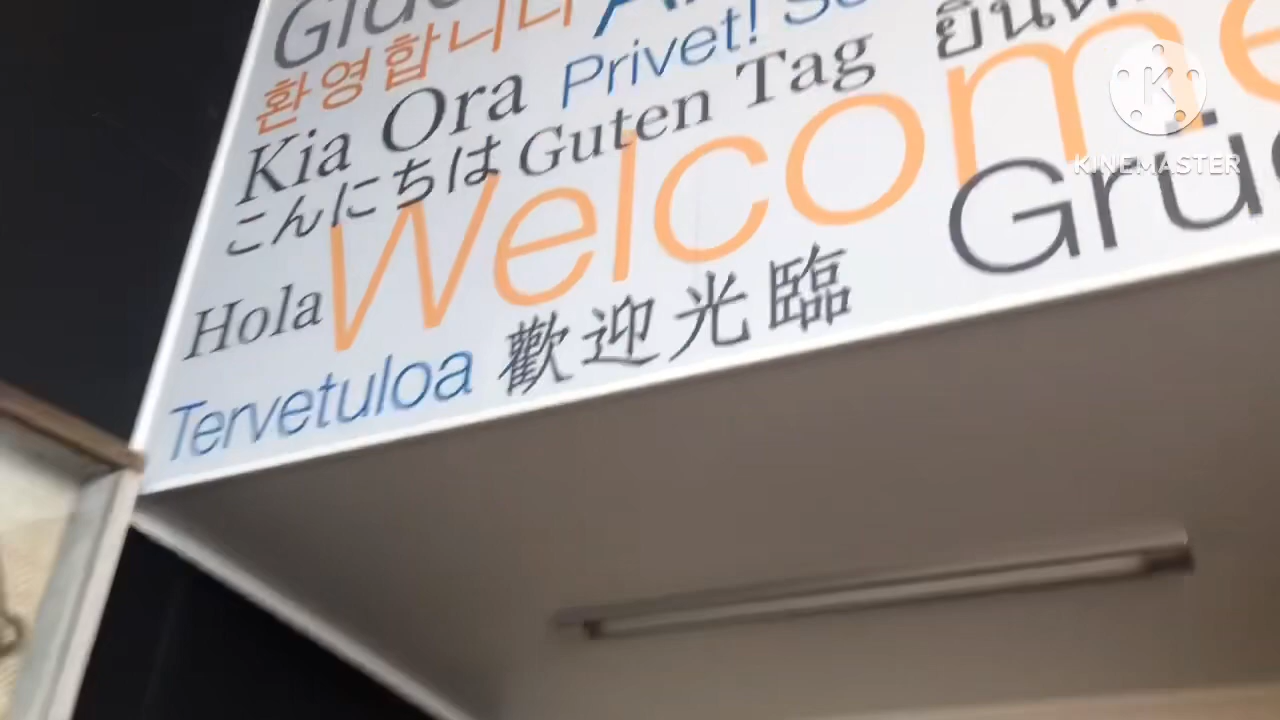 환영합니다
Kia Ora
Privet!
こんにちは
Guten Tag
Welcome
Hola
Tervetuloa
歡迎光臨
KINEMASTER